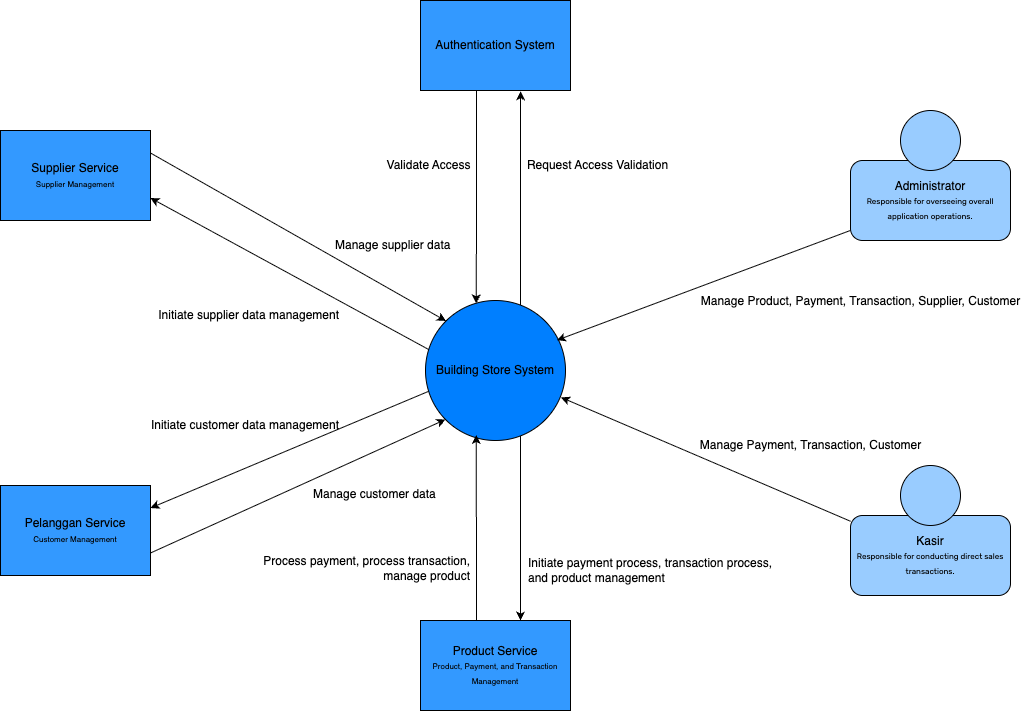 Authentication System
Validate Access
Request Access Validation
Supplier Service
Supplier Management
Administrator
Responsible for overseeing overall
application operations.
Manage supplier data
Manage Product, Payment, Transaction, Supplier, Customer
Initiate supplier data management
Building Store System
Initiate customer data management
Manage Payment, Transaction, Customer
Manage customer data
Pelanggan Service
Customer Management
Kasir
Responsible for conducting direct sales
transactions.
Process payment, process transaction,
manage product
Initiate payment process, transaction process,
and product management
Product Service
Product, Payment, and Transaction
Management